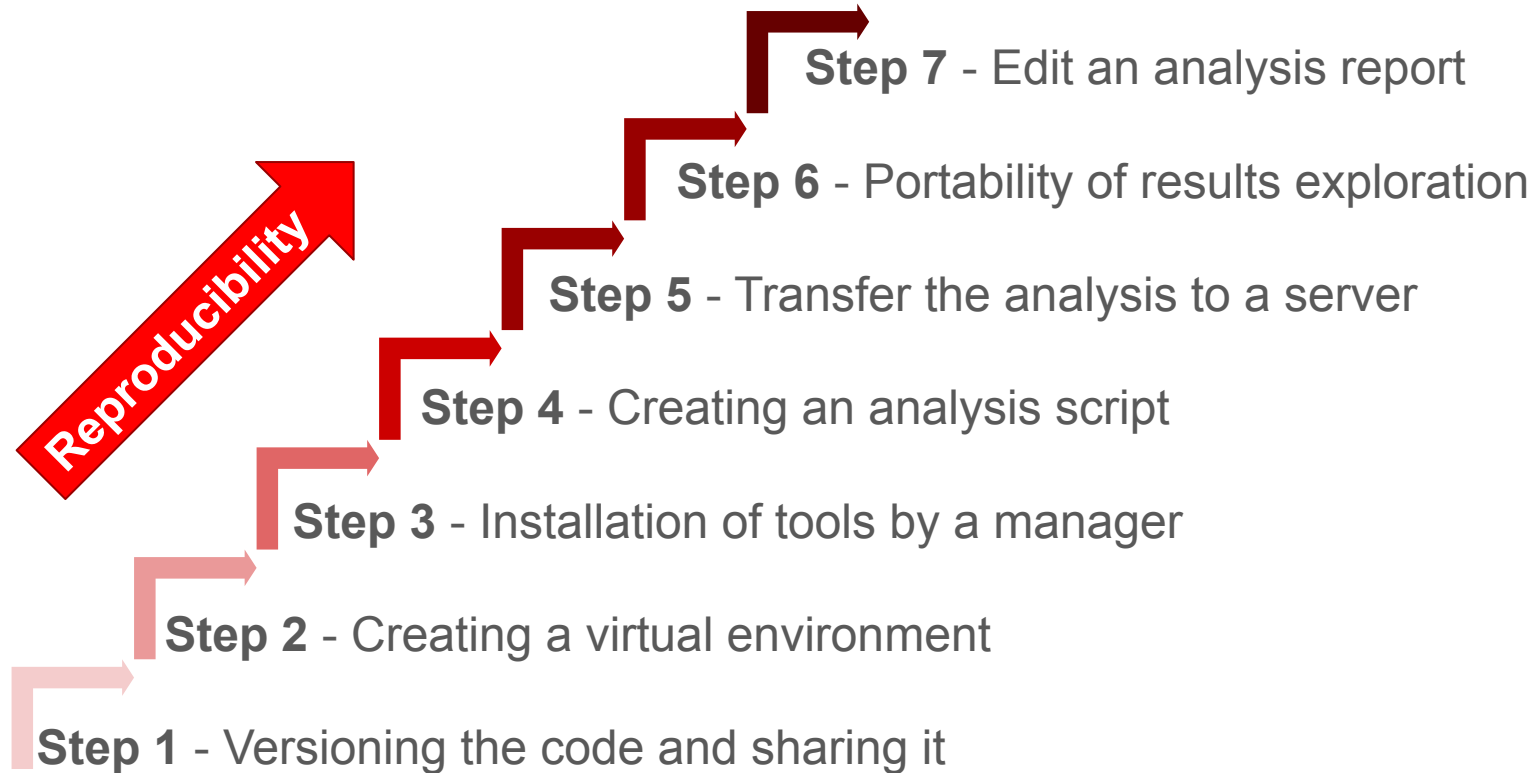 Step 7 - Edit an analysis report
Step 6 - Portability of results exploration
Reproducibility
Step 5 - Transfer the analysis to a server
Step 4 - Creating an analysis script
Step 3 - Installation of tools by a manager
Step 2 - Creating a virtual environment
Step 1 - Versioning the code and sharing it